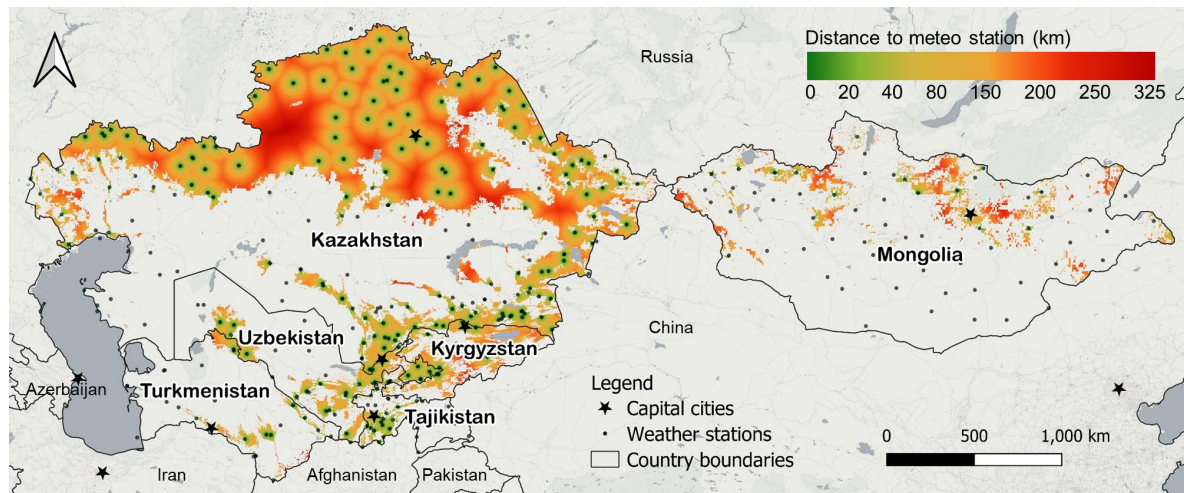 Russia
Distance to meteo station (km)
0 20 40 80 150 200 250 325
Kazakhstan
Mongolia
China
Uzbekistan
Kyrgyzstan
Azerbaijan
Turkmenistan
Tajikistan
Iran
Afghanistan
Pakistan
Legend
Capital cities
Weather stations
Country boundaries
0 500 1,000 km